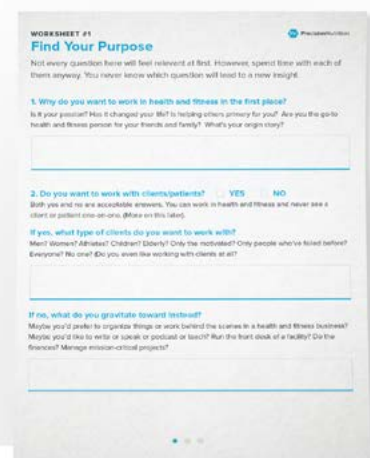 WORKSHEET #1
PrecisionNutrition
Find Your Purpose
Not every question here will feel relevant at first. However, spend time with each of
them anyway. You never know which question will lead to a new insight.
1. Why do you want to work in health and fitness in the first place?
Is it your passion? Has it changed your life? Is helping others primary for you? Are you the go-to
health and fitness person for your friends and family? What's your origin story?
2. Do you want to work with clients/patients? YES NO
Both yes and no are acceptable answers. You can work in health and fitness and never see a
client or patient one-on-one. (More on this later).
If yes, what type of clients do you want to work with?
Men? Women? Athletes? Children? Elderly? Only the motivated? Only people who've failed before?
Everyone? No one? (Do you even like working with clients at all?
If no, what do you gravitate toward instead?
Maybe you'd prefer to organize things or work behind the scenes in a health and fitness business?
Maybe you'd like to write or speak or podcast or teach? Run the front desk of a facility? Do the
finances? Manage mission-critical projects?